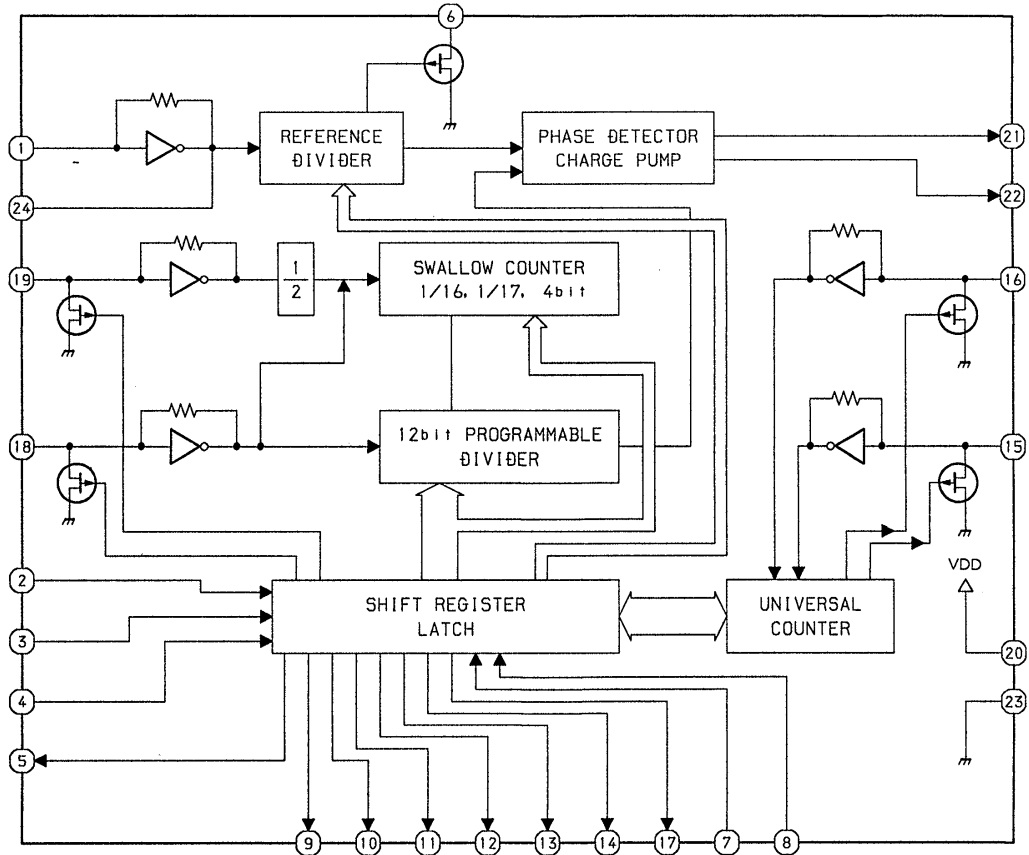 6
REFERENCE
DIVIDER
PHASE DETECTOR
CHARGE PUMP
1
21
24
22
19
1
2
SWALLOW COUNTER
1/16, 1/17, 4bit
16
18
12bit PROGRAMMABLE
DIVIDER
15
2
3
4
5
SHIFT REGISTER
LATCH
UNIVERSAL
COUNTER
VDD
20
23
9
10
11
12
13
14
17
7
8